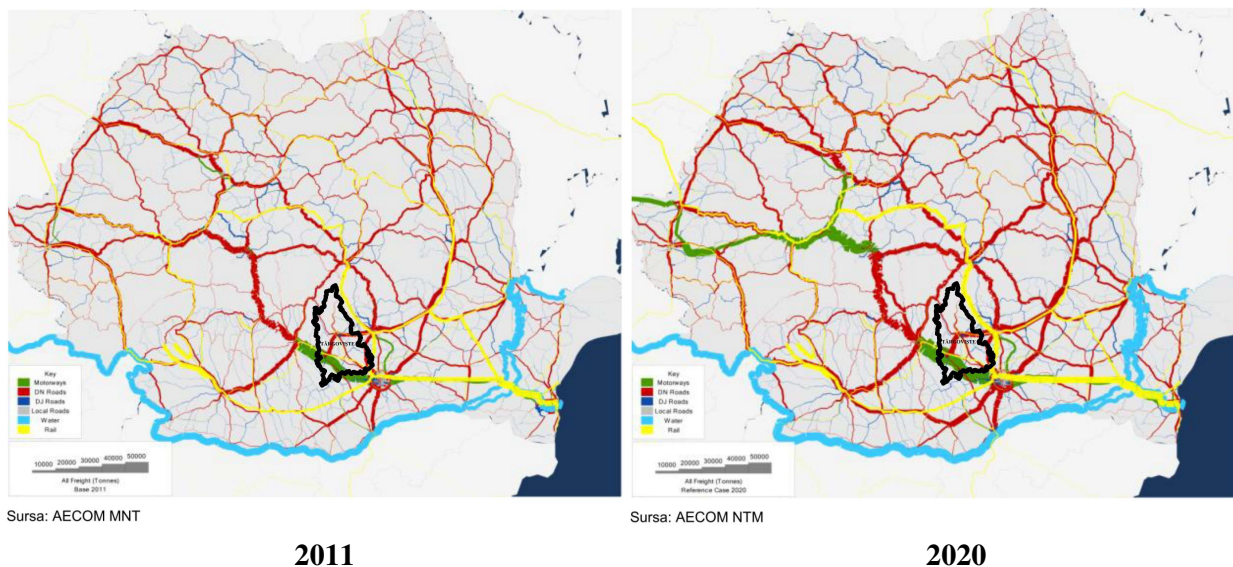 TÂRGOVIȘTE
Key
Motorways
DN Roads
DJ Roads
Local Roads
Water
Rail
10000 20000 30000 40000 50000
All Freight (Tonnes)
Base 2011
Sursa: AECOM MNT
2011
TÂRGOVIȘTE
Key
Motorways
DN Roads
DJ Roads
Local Roads
Water
Rail
10000 20000 30000 40000 50000
All Freight (Tonnes)
Reference Case 2020
Sursa: AECOM NTM
2020